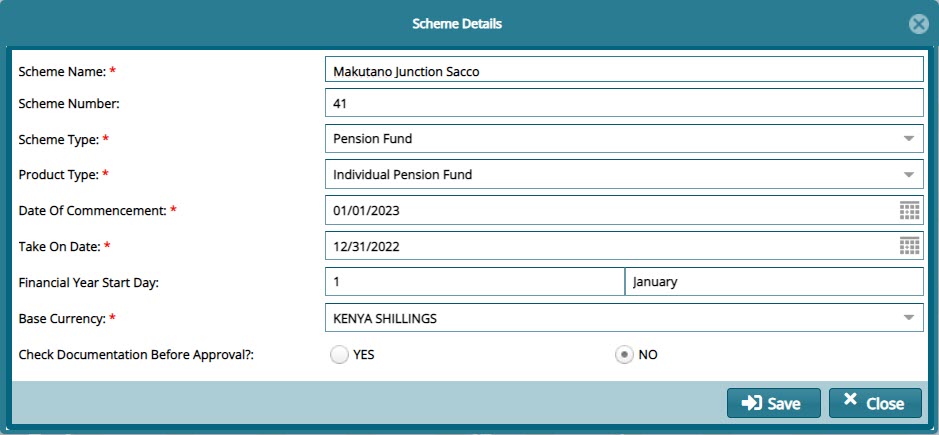 Scheme Details
Scheme Name: * Makutano Junction Sacco
Scheme Number: 41
Scheme Type: * Pension Fund
Product Type: * Individual Pension Fund
Date Of Commencement: * 01/01/2023
Take On Date: * 12/31/2022
Financial Year Start Day: 1 January
Base Currency: * KENYA SHILLINGS
Check Documentation Before Approval?: YES NO
Save Close